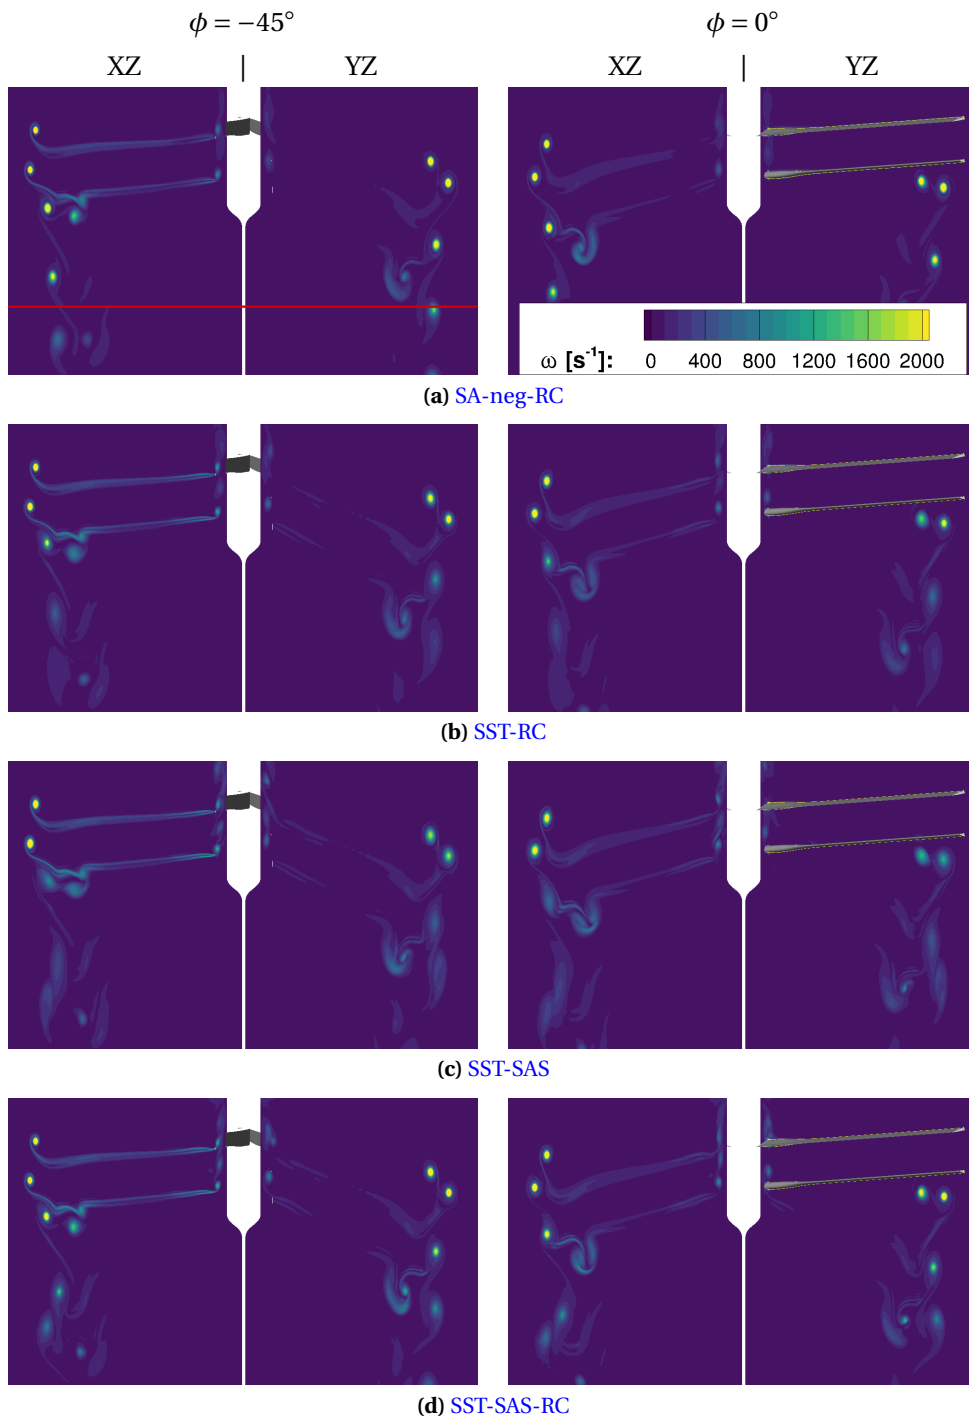 ϕ = −45° ϕ = 0°
XZ | YZ XZ | YZ
ω [s⁻¹]: 0 400 800 1200 1600 2000
(a) SA-neg-RC
(b) SST-RC
(c) SST-SAS
(d) SST-SAS-RC